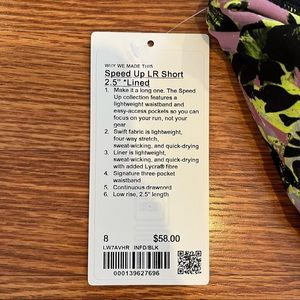 WHY WE MADE THIS
Speed Up LR Short
2.5" *Lined
1. Make it a long one. The Speed
Up collection features a
lightweight waistband and
easy-access pockets so you can
focus on your run, not your
gear
2. Swift fabric is lightweight,
four-way stretch,
sweat-wicking, and quick-drying
3. Liner is lightweight,
sweat-wicking, and quick-drying
with added Lycra® fibre
4. Signature three-pocket
waistband
5. Continuous drawcord
6. Low rise, 2.5" length
8 $58.00
LW7AVHR INFD/BLK
000139627696